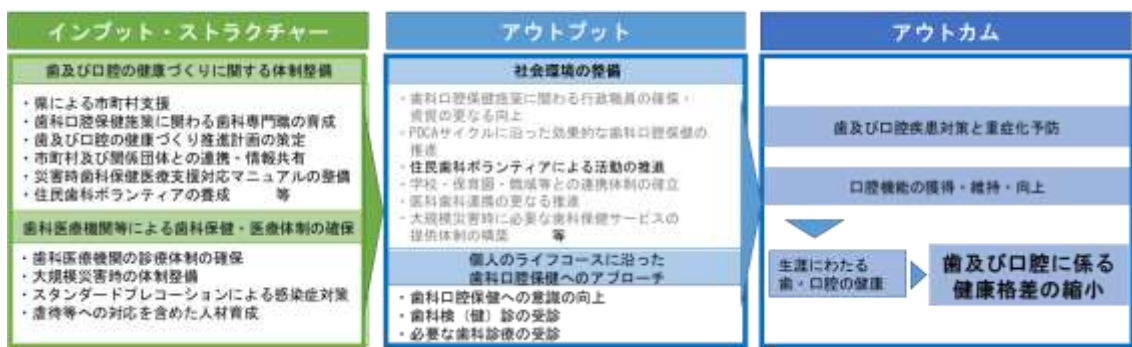 インプット・ストラクチャー
歯及び口腔の健康づくりに関する体制整備
・県による市町村支援
・歯科口腔保健施策に関わる歯科専門職の育成
・歯及び口腔の健康づくり推進計画の策定
・市町村及び関係団体との連携・情報共有
・災害時歯科保健医療支援対応マニュアルの整備
・住民歯科ボランティアの養成　　等
歯科医療機関等による歯科保健・医療体制の確保
・歯科医療機関の診療体制の確保
・大規模災害時の体制整備
・スタンダードプレコーションによる感染症対策
・虐待等への対応を含めた人材育成
アウトプット
社会環境の整備
・歯科口腔保健施策に関わる行政職員の確保・
資質の更なる向上
・PDCAサイクルに沿った効果的な歯科口腔保健の
推進
・住民歯科ボランティアによる活動の推進
・学校・保育園・職域等との連携体制の確立
・医科歯科連携の更なる推進
・大規模災害時に必要な歯科保健サービスの
提供体制の構築　　等
個人のライフコースに沿った
歯科口腔保健へのアプローチ
・歯科口腔保健への意識の向上
・歯科検（健）診の受診
・必要な歯科診療の受診
アウトカム
歯及び口腔疾患対策と重症化予防
口腔機能の獲得・維持・向上
生涯にわたる
歯・口腔の健康
歯及び口腔に係る
健康格差の縮小